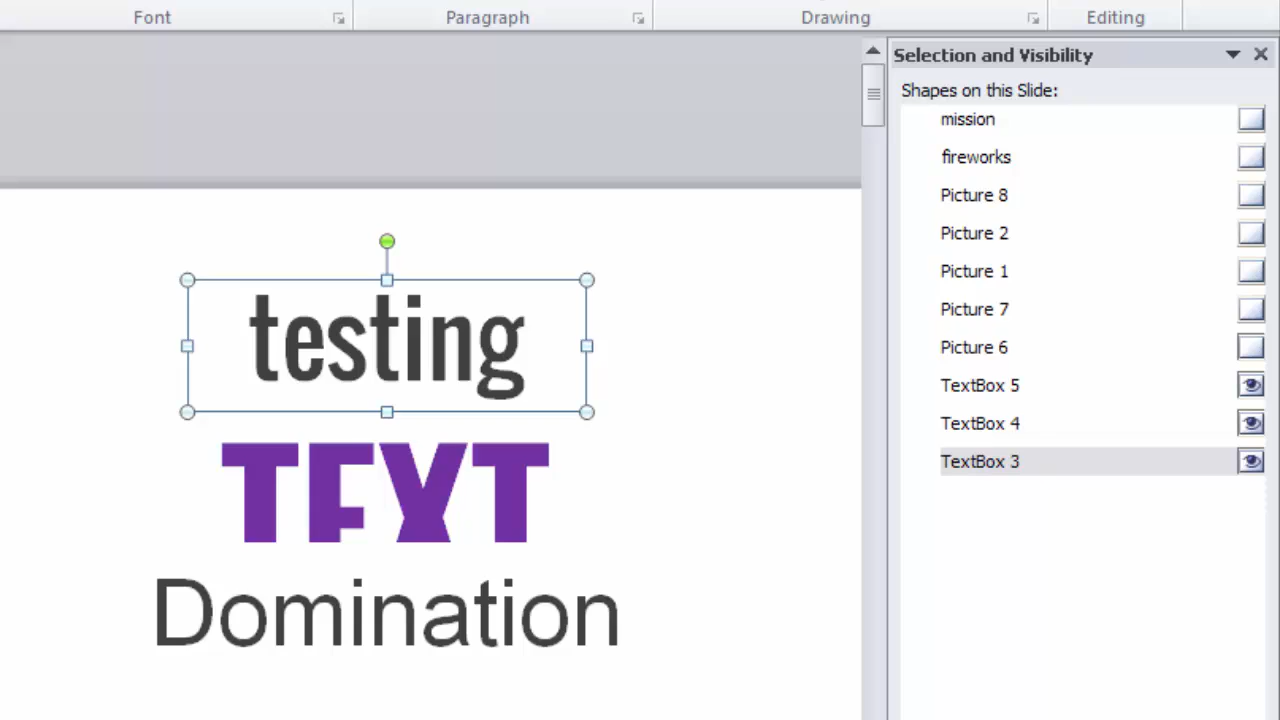 Font Paragraph Drawing Editing
Selection and Visibility
Shapes on this Slide:
mission
fireworks
Picture 8
Picture 2
Picture 1
Picture 7
Picture 6
TextBox 5
TextBox 4
TextBox 3
testing
TEXT
Domination